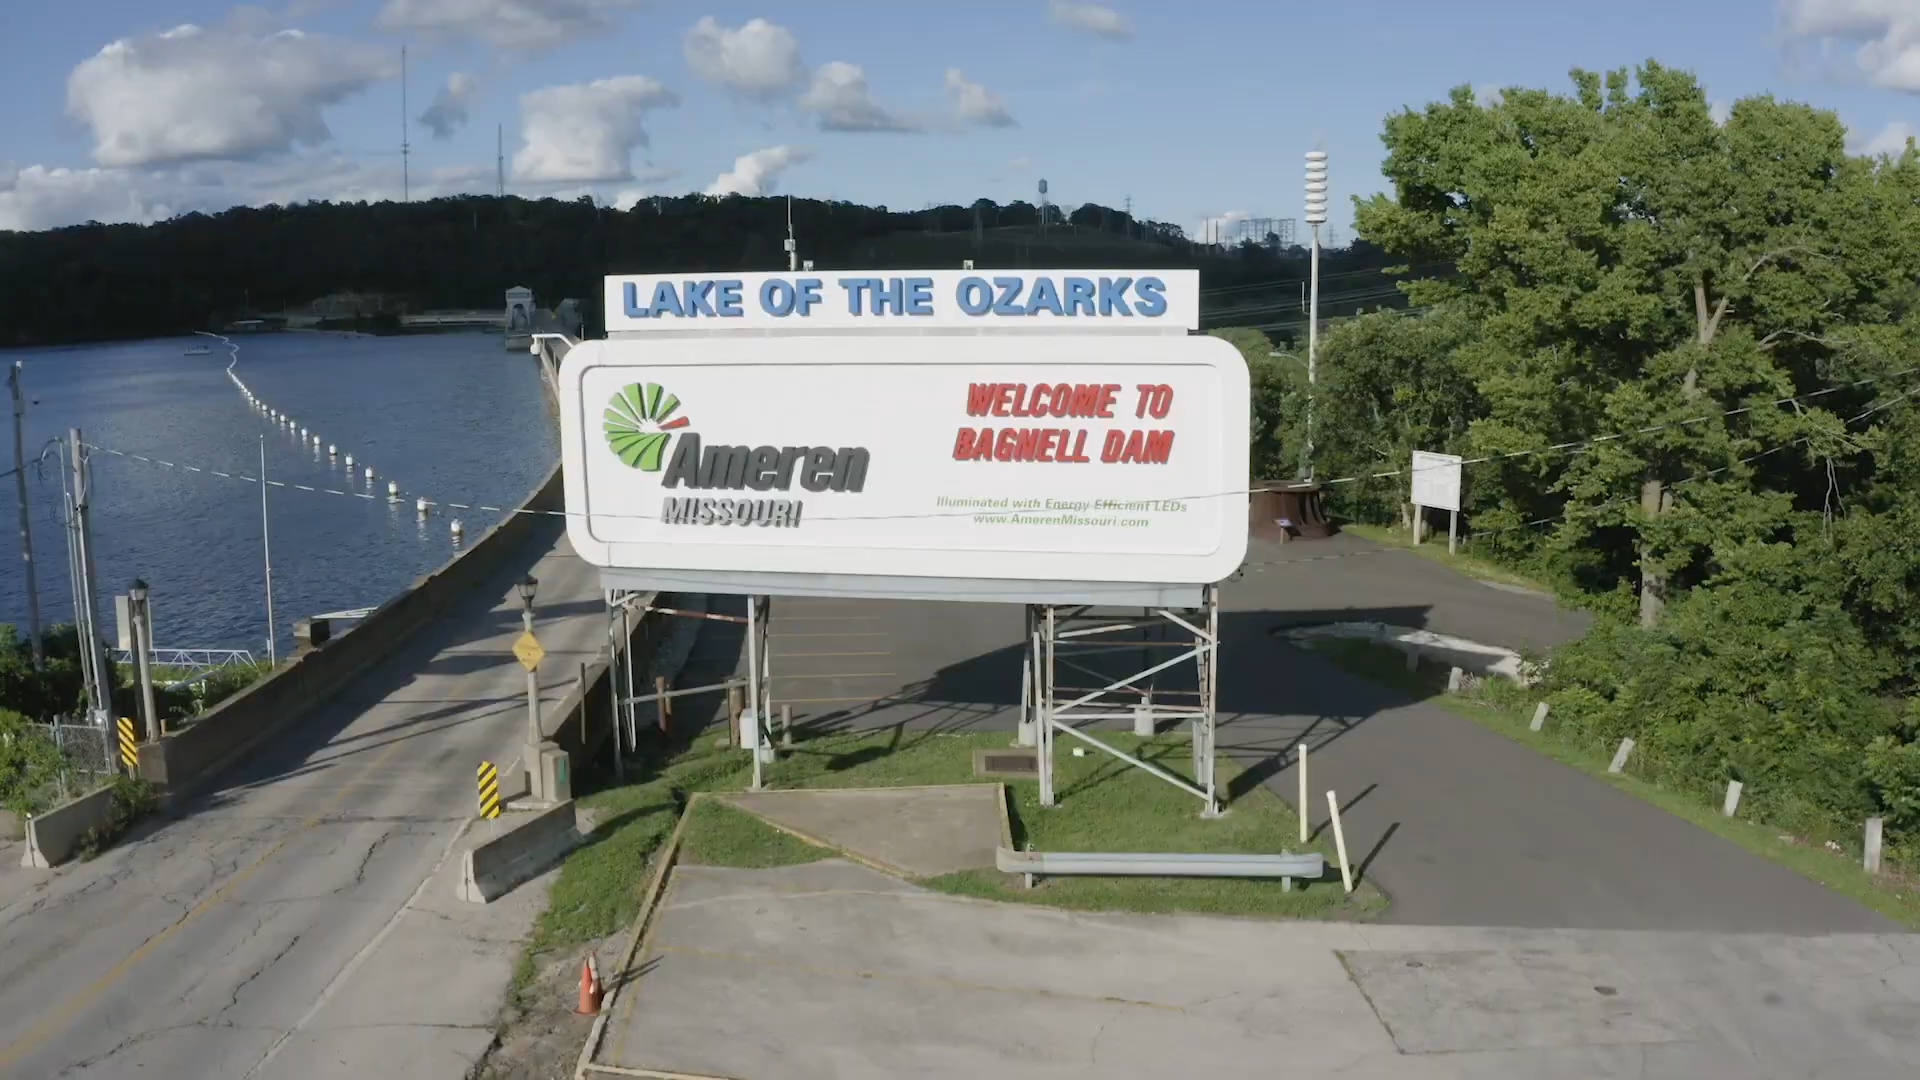 LAKE OF THE OZARKS
Ameren
MISSOURI
WELCOME TO
BAGNELL DAM
Illuminated with Energy Efficient LEDs
www.AmerenMissouri.com